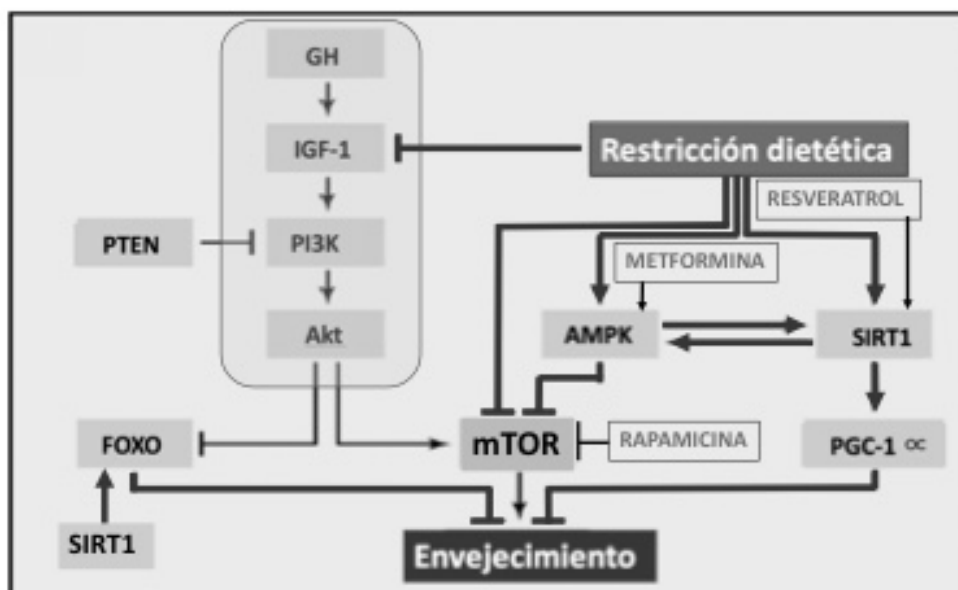 GH
IGF-1
Restricción dietética
RESVERATROL
PTEN
PI3K
METFORMINA
Akt
AMPK
SIRT1
FOXO
mTOR
RAPAMICINA
PGC-1 ∝
SIRT1
Envejecimiento